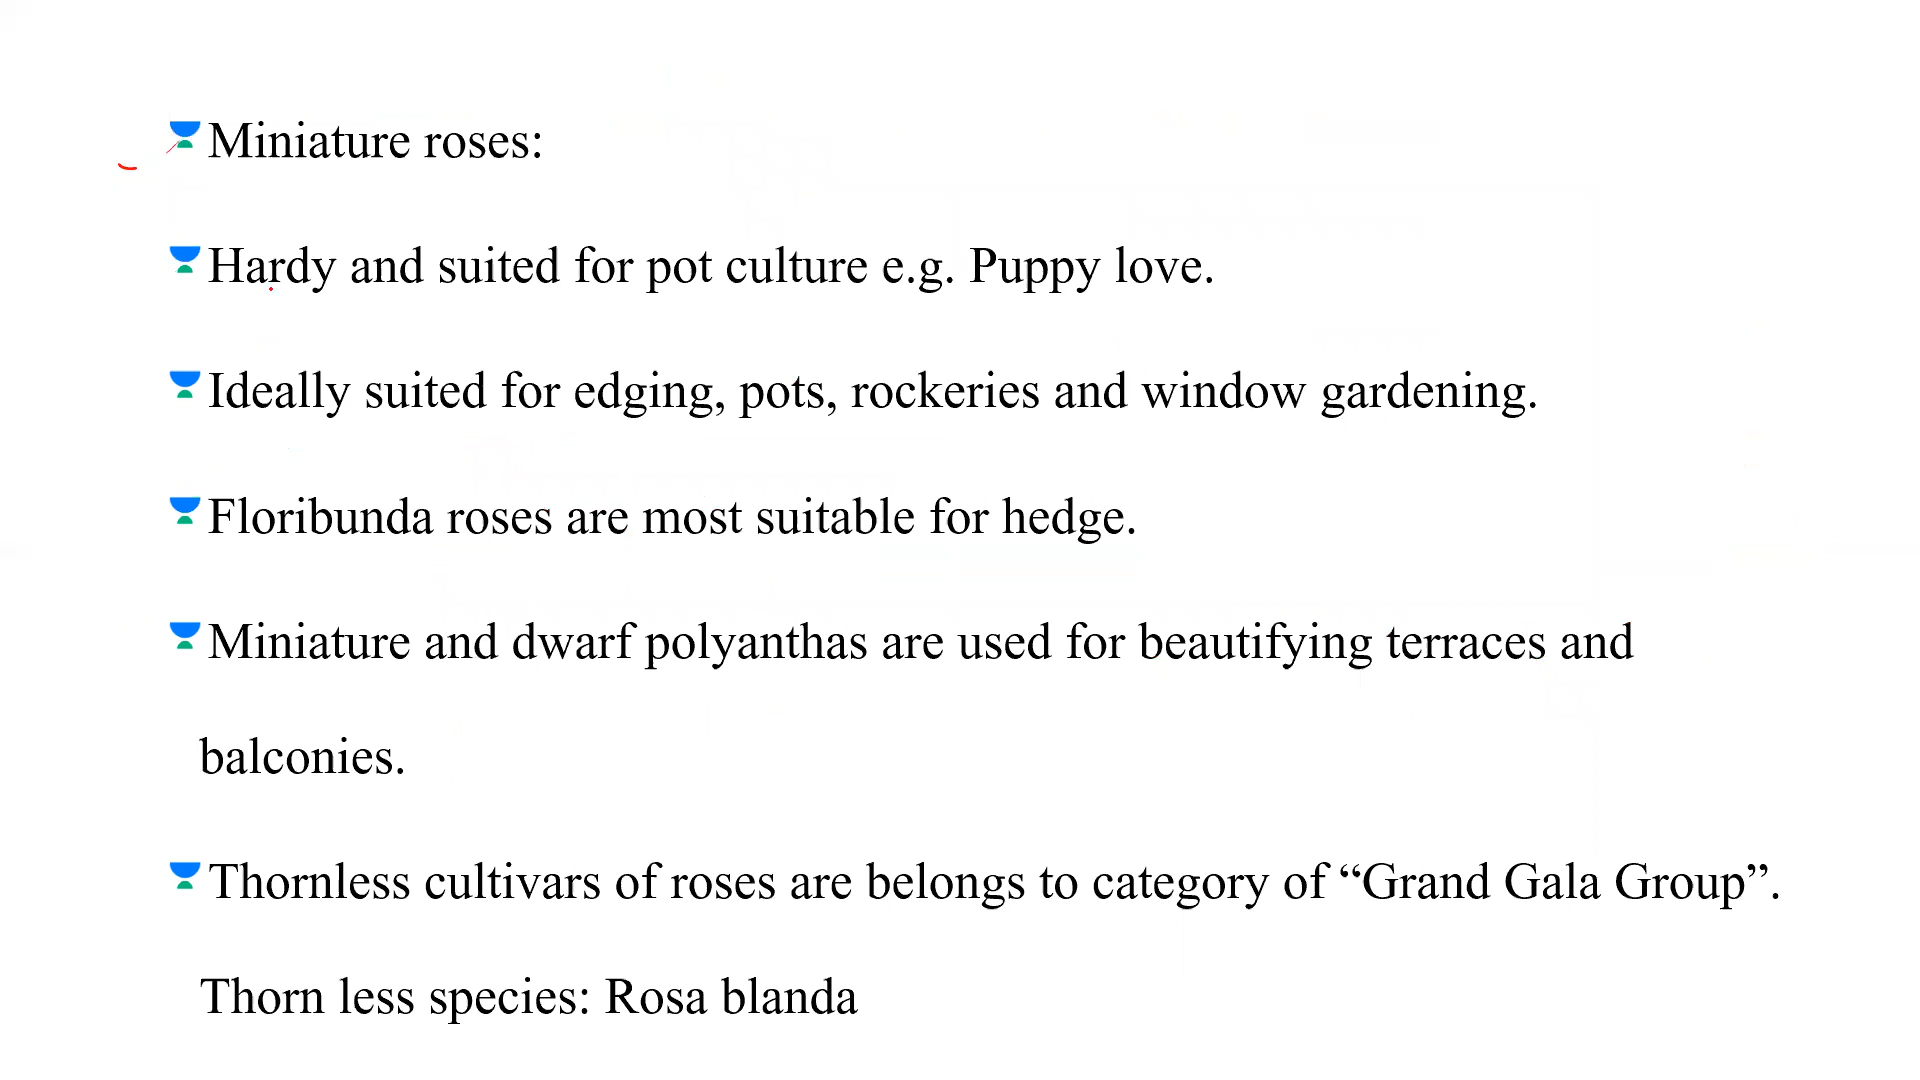 Miniature roses:
Hardy and suited for pot culture e.g. Puppy love.
Ideally suited for edging, pots, rockeries and window gardening.
Floribunda roses are most suitable for hedge.
Miniature and dwarf polyanthas are used for beautifying terraces and
balconies.
Thornless cultivars of roses are belongs to category of “Grand Gala Group”.
Thorn less species: Rosa blanda